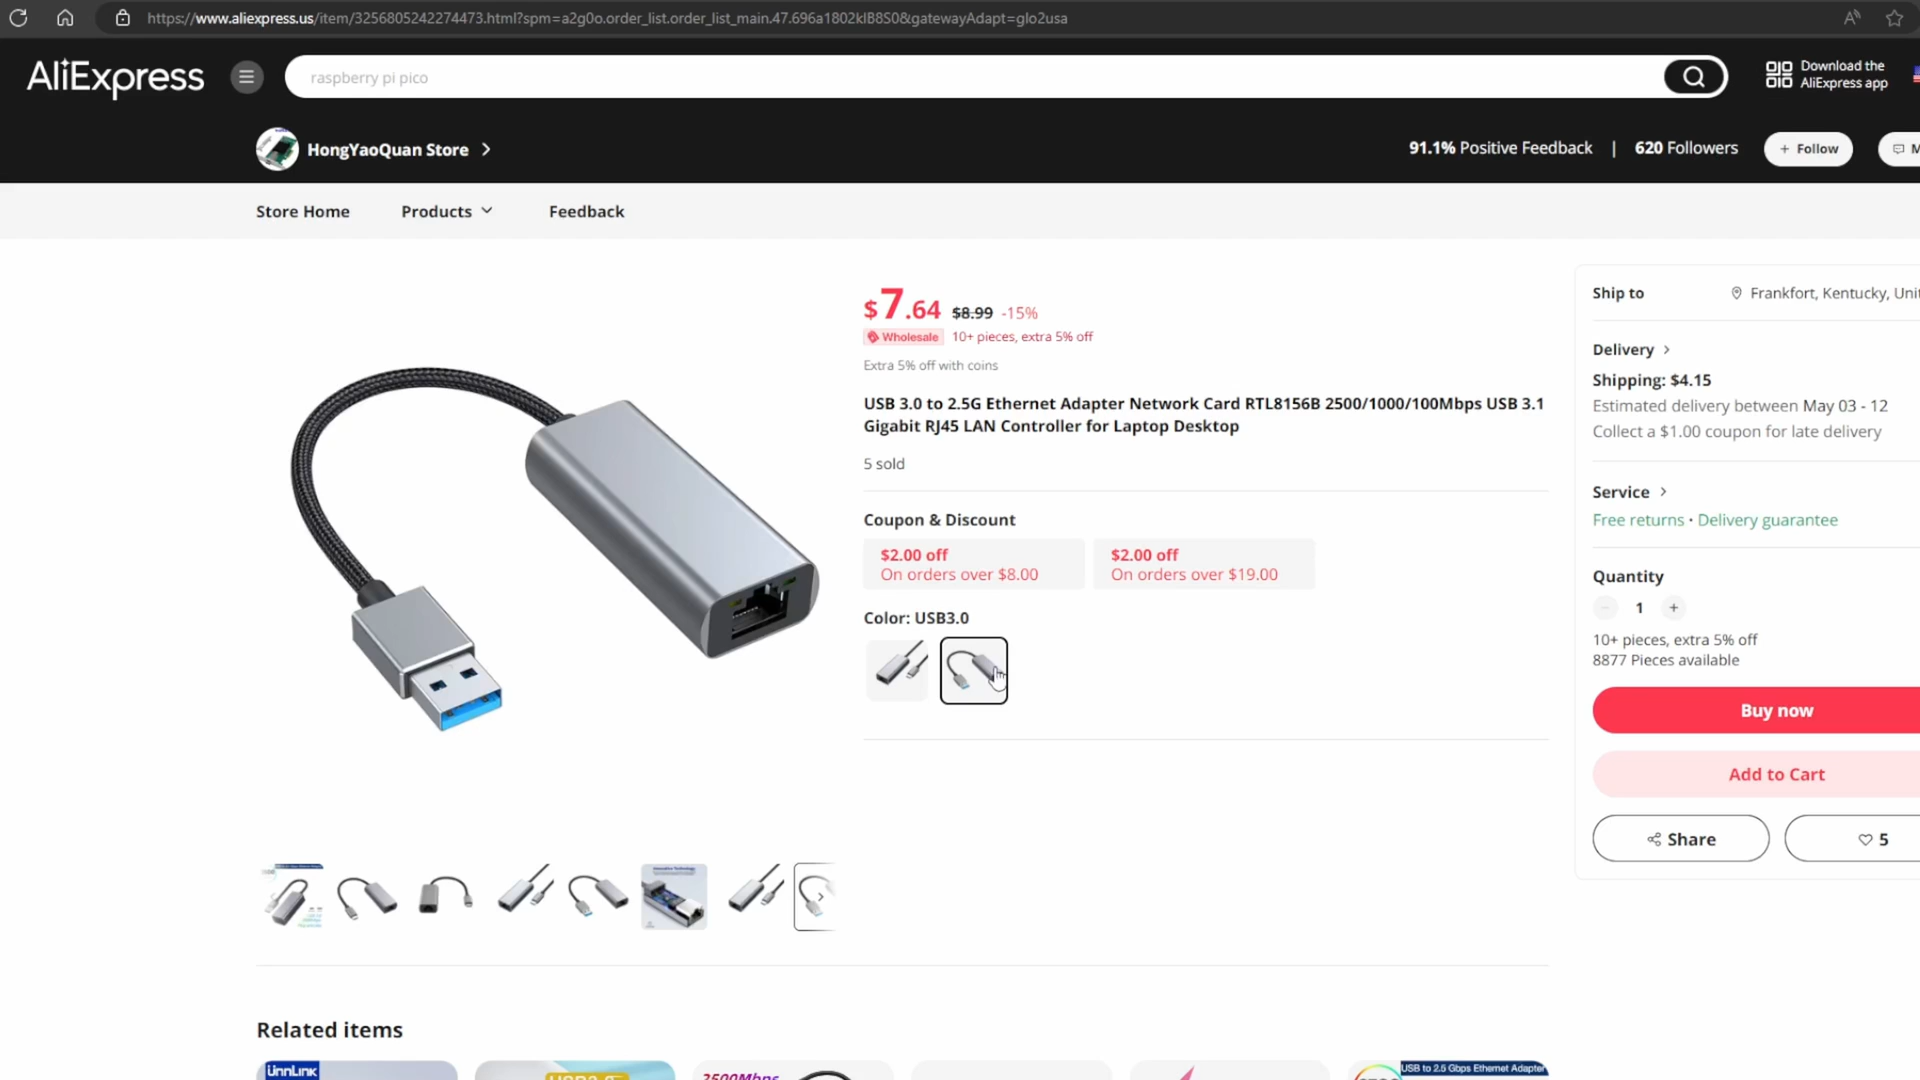 https://www.aliexpress.us/item/3256805242274473.html?spm=a2g0o.order_list.order_list_main.47.696a1802klB8S0&gatewayAdapt=glo2usa
AliExpress
raspberry pi pico
Download the
AliExpress app
HongYaoQuan Store
91.1% Positive Feedback | 620 Followers
+ Follow
Store Home
Products
Feedback
$7.64 $8.99 -15%
Wholesale 10+ pieces, extra 5% off
Extra 5% off with coins
USB 3.0 to 2.5G Ethernet Adapter Network Card RTL8156B 2500/1000/100Mbps USB 3.1
Gigabit RJ45 LAN Controller for Laptop Desktop
5 sold
Coupon & Discount
$2.00 off
On orders over $8.00
$2.00 off
On orders over $19.00
Color: USB3.0
Ship to
Frankfort, Kentucky, Unit
Delivery
Shipping: $4.15
Estimated delivery between May 03 - 12
Collect a $1.00 coupon for late delivery
Service
Free returns · Delivery guarantee
Quantity
- 1 +
10+ pieces, extra 5% off
8877 Pieces available
Buy now
Add to Cart
Share
5
Related items
ünnLınk
2500Mbps
USB to 2.5 Gbps Ethernet Adapter